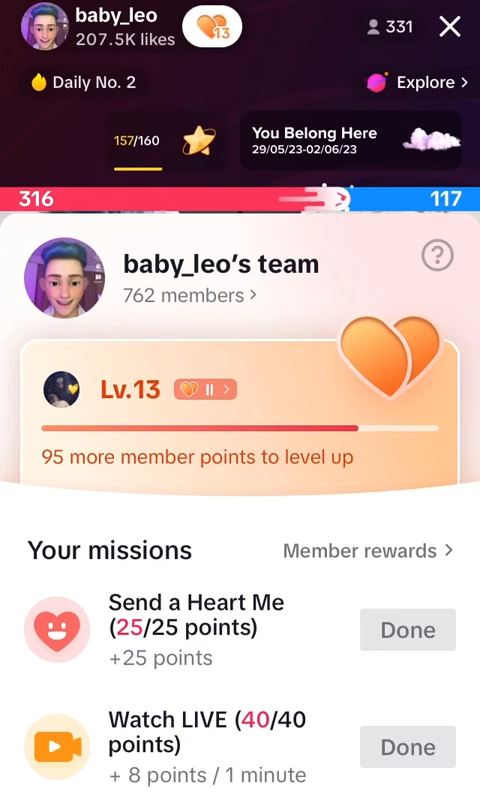 baby_leo
207.5K likes
13
331
Daily No. 2
Explore >
157/160
You Belong Here
29/05/23-02/06/23
316
117
baby_leo's team
762 members >
Lv.13
95 more member points to level up
Your missions
Member rewards >
Send a Heart Me
(25/25 points)
Done
+25 points
Watch LIVE (40/40
points)
Done
+ 8 points / 1 minute